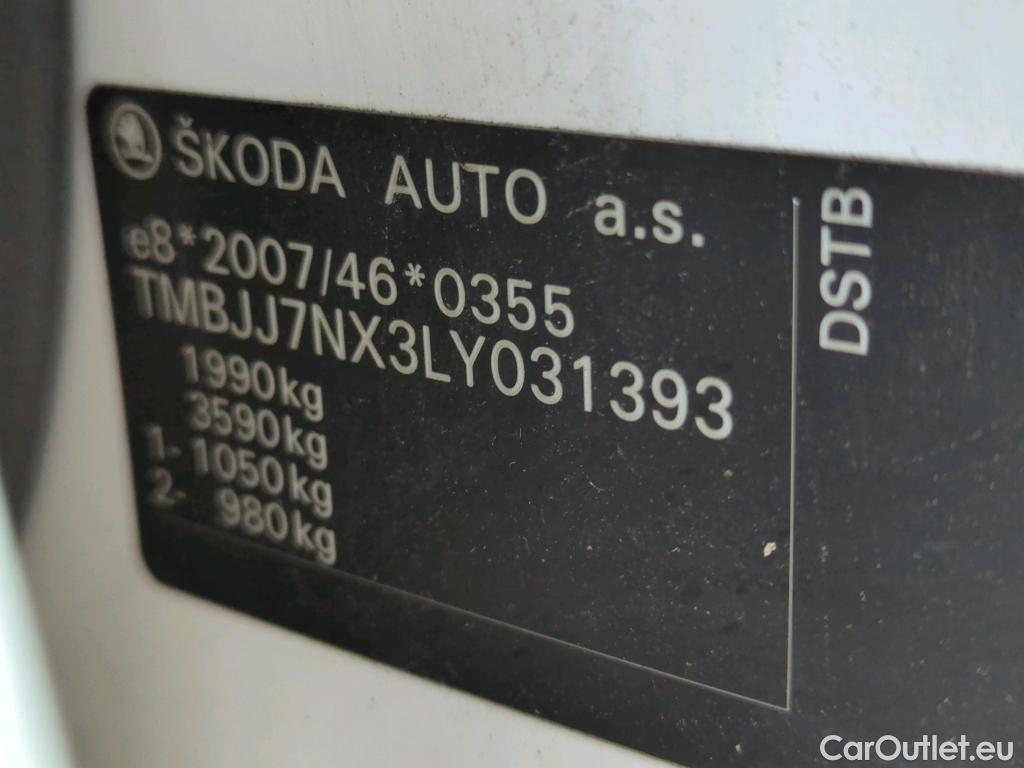 ŠKODA AUTO a.s.
e8*2007/46*0355
TMBJJ7NX3LY031393
1990kg
3590kg
1- 1050kg
2- 980kg
DSTB
CarOutlet.eu